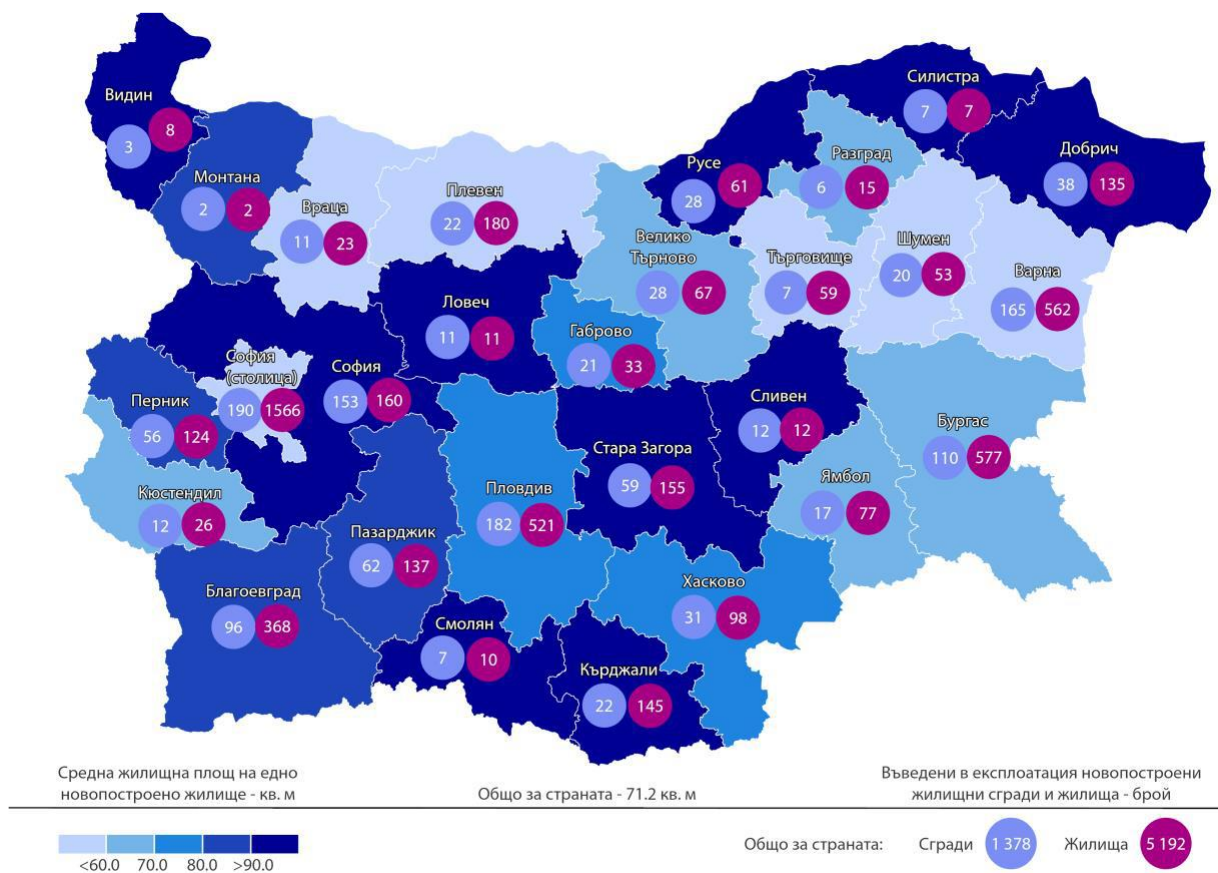 Видин
3
8
Монтана
2
2
Враца
11
23
Плевен
22
180
Русе
28
61
Силистра
7
7
Разград
6
15
Добрич
38
135
Велико
Търново
28
67
Търговище
7
59
Шумен
20
53
Варна
165
562
Ловеч
11
11
Габрово
21
33
София
(столица)
190
1566
София
153
160
Перник
56
124
Кюстендил
12
26
Сливен
12
12
Бургас
110
577
Стара Загора
59
155
Ямбол
17
77
Пловдив
182
521
Пазарджик
62
137
Благоевград
96
368
Хасково
31
98
Смолян
7
10
Кърджали
22
145
Средна жилищна площ на едно
новопостроено жилище - кв. м
Общо за страната - 71.2 кв. м
Въведени в експлоатация новопостроени
жилищни сгради и жилища - брой
<60.0 70.0 80.0 >90.0
Общо за страната: Сгради 1 378 Жилища 5 192